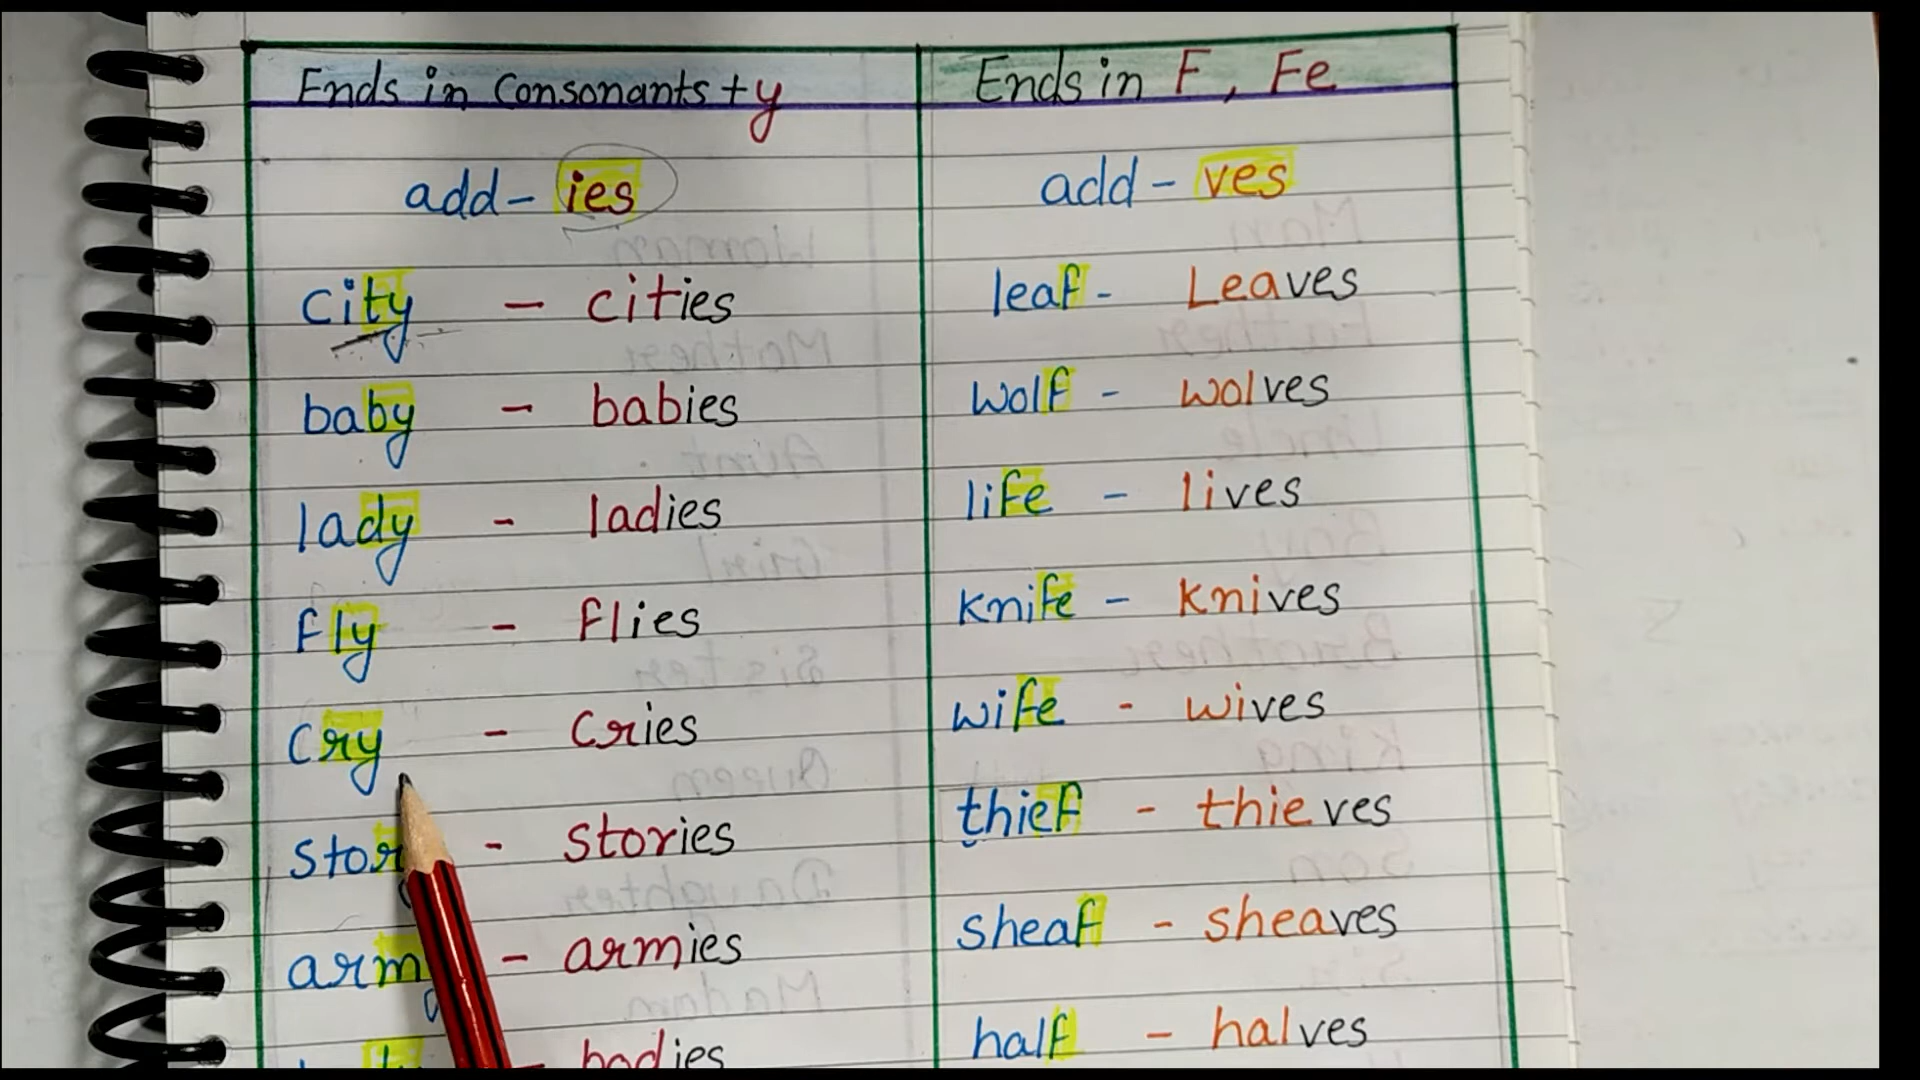 Ends in Consonants + y
add - ies
city - cities
baby - babies
lady - ladies
Fly - Flies
Cry - Cries
- stories
- armies
- bodies
Ends in F, Fe
add - ves
leaf - Leaves
wolf - wolves
life - lives
knife - knives
wife - wives
thief - thieves
sheaf - sheaves
half - halves